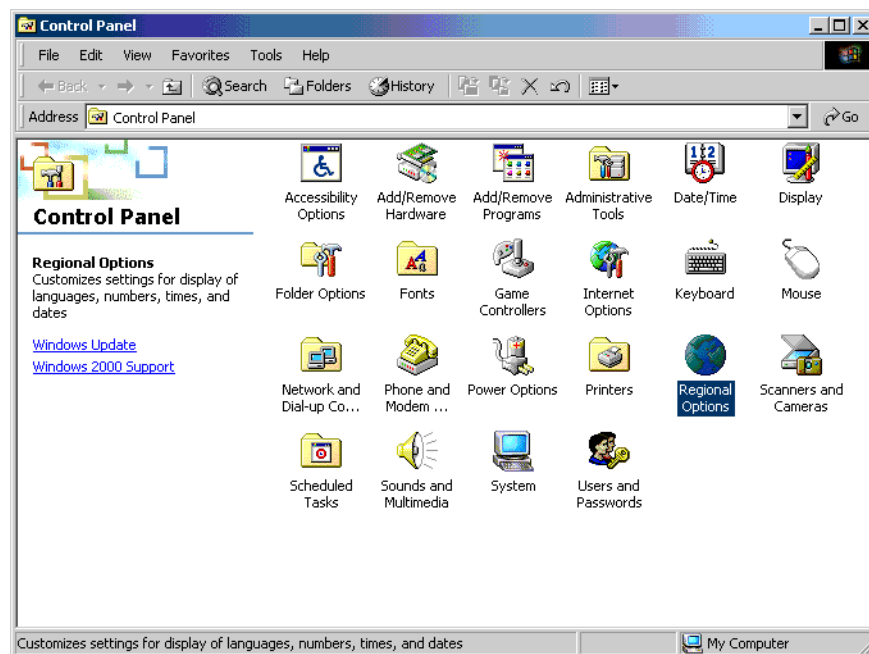 Control Panel
File Edit View Favorites Tools Help
Back Search Folders History
Address Control Panel Go
Control Panel
Regional Options
Customizes settings for display of
languages, numbers, times, and
dates
Windows Update
Windows 2000 Support
Accessibility
Options
Add/Remove
Hardware
Add/Remove
Programs
Administrative
Tools
Date/Time
Display
Folder Options
Fonts
Game
Controllers
Internet
Options
Keyboard
Mouse
Network and
Dial-up Co...
Phone and
Modem ...
Power Options
Printers
Regional
Options
Scanners and
Cameras
Scheduled
Tasks
Sounds and
Multimedia
System
Users and
Passwords
Customizes settings for display of languages, numbers, times, and dates
My Computer